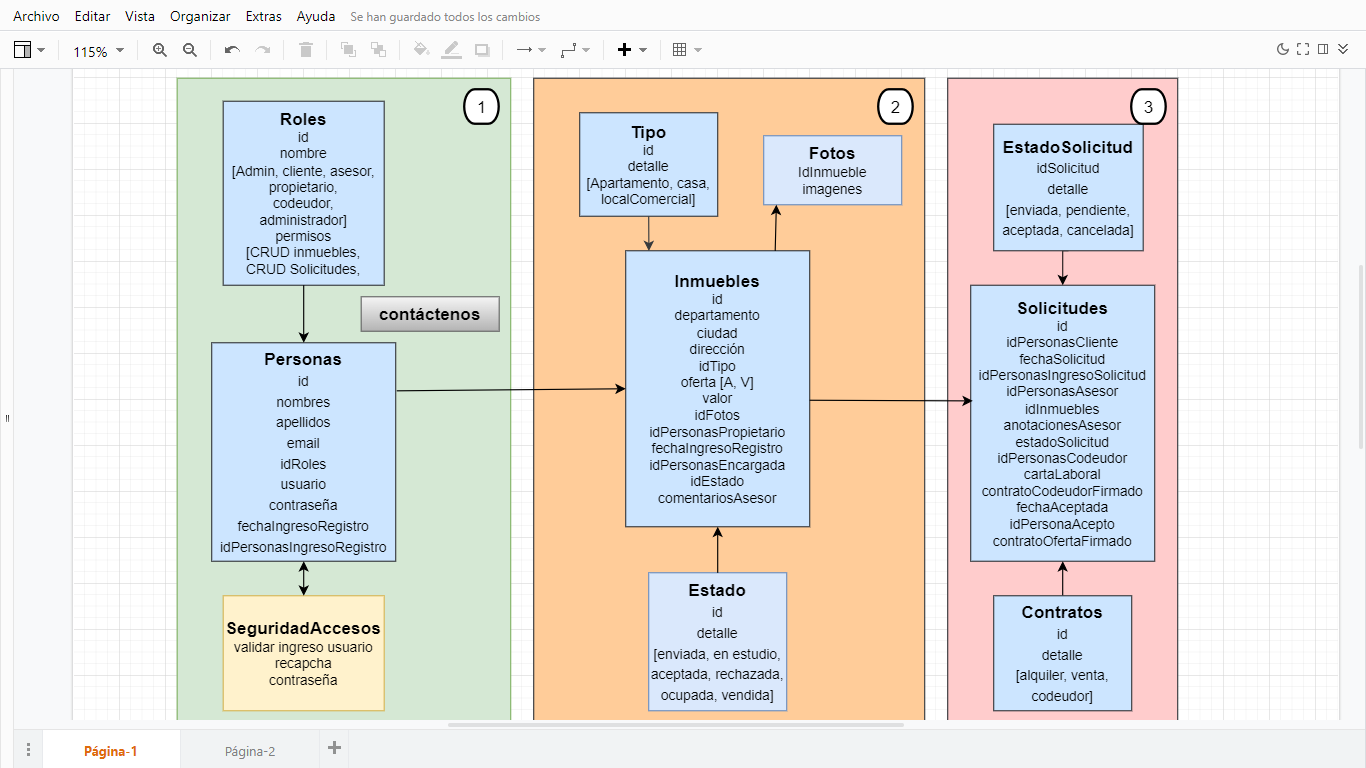 Archivo Editar Vista Organizar Extras Ayuda Se han guardado todos los cambios
115%
1
Roles
id
nombre
[Admin, cliente, asesor,
propietario,
codeudor,
administrador]
permisos
[CRUD inmuebles,
CRUD Solicitudes,
contáctenos
Personas
id
nombres
apellidos
email
idRoles
usuario
contraseña
fechaIngresoRegistro
idPersonasIngresoRegistro
SeguridadAccesos
validar ingreso usuario
recapcha
contraseña
2
Tipo
id
detalle
[Apartamento, casa,
localComercial]
Fotos
IdInmueble
imagenes
Inmuebles
id
departamento
ciudad
dirección
idTipo
oferta [A, V]
valor
idFotos
idPersonasPropietario
fechaIngresoRegistro
idPersonasEncargada
idEstado
comentariosAsesor
Estado
id
detalle
[enviada, en estudio,
aceptada, rechazada,
ocupada, vendida]
3
EstadoSolicitud
idSolicitud
detalle
[enviada, pendiente,
aceptada, cancelada]
Solicitudes
id
idPersonasCliente
fechaSolicitud
idPersonasIngresoSolicitud
idPersonasAsesor
idInmuebles
anotacionesAsesor
estadoSolicitud
idPersonasCodeudor
cartaLaboral
contratoCodeudorFirmado
fechaAceptada
idPersonaAcepto
contratoOfertaFirmado
Contratos
id
detalle
[alquiler, venta,
codeudor]
Página-1 Página-2